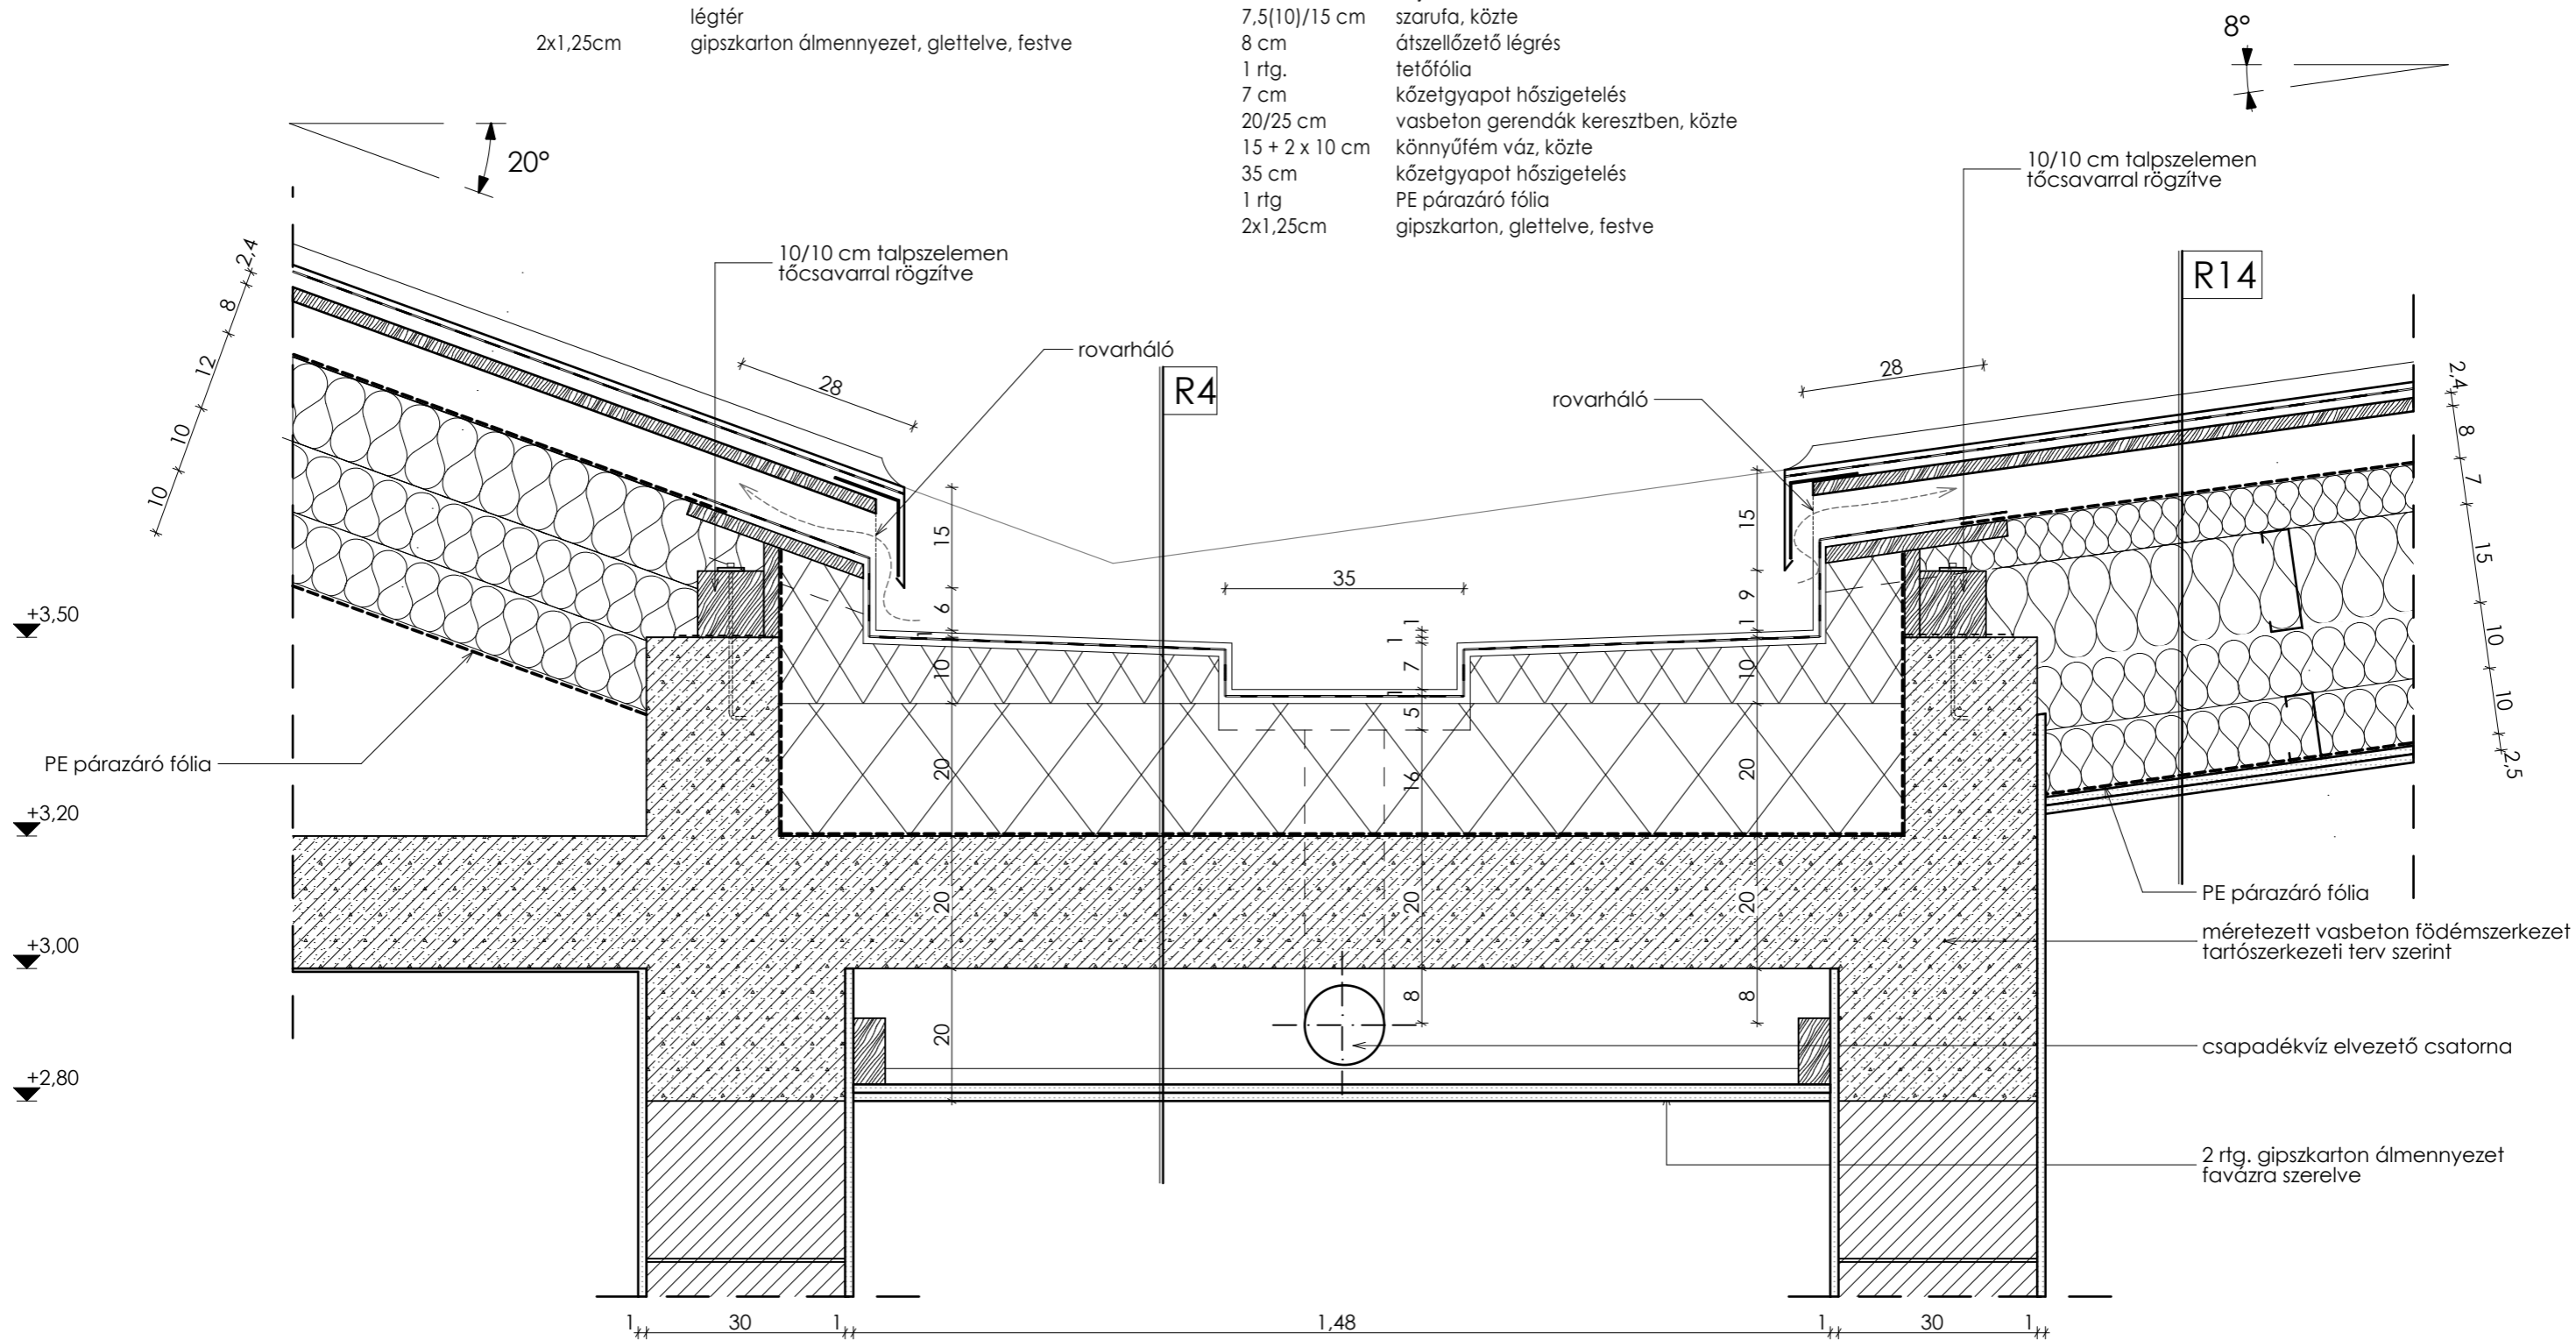 légtér
2x1,25cm gipszkarton álmennyezet, glettelve, festve
7,5(10)/15 cm szarufa, közte
8 cm átszellőzető légrés
1 rtg. tetőfólia
7 cm kőzetgyapot hőszigetelés
20/25 cm vasbeton gerendák keresztben, közte
15 + 2 x 10 cm könnyűfém váz, közte
35 cm kőzetgyapot hőszigetelés
1 rtg PE párazáró fólia
2x1,25cm gipszkarton, glettelve, festve
8°
20°
10/10 cm talpszelemen
tőcsavarral rögzítve
10/10 cm talpszelemen
tőcsavarral rögzítve
R14
R4
rovarháló
rovarháló
28
28
2,4
8
12
10
10
2,4
8
7
15
10
10
2,5
15
6
10
20
20
20
35
1
1
7
1
5
16
20
8
15
9
1
10
20
20
8
+3,50
+3,20
+3,00
+2,80
PE párazáró fólia
PE párazáró fólia
méretezett vasbeton födémszerkezet
tartószerkezeti terv szerint
csapadékvíz elvezető csatorna
2 rtg. gipszkarton álmennyezet
favázra szerelve
1 30 1 1,48 1 30 1